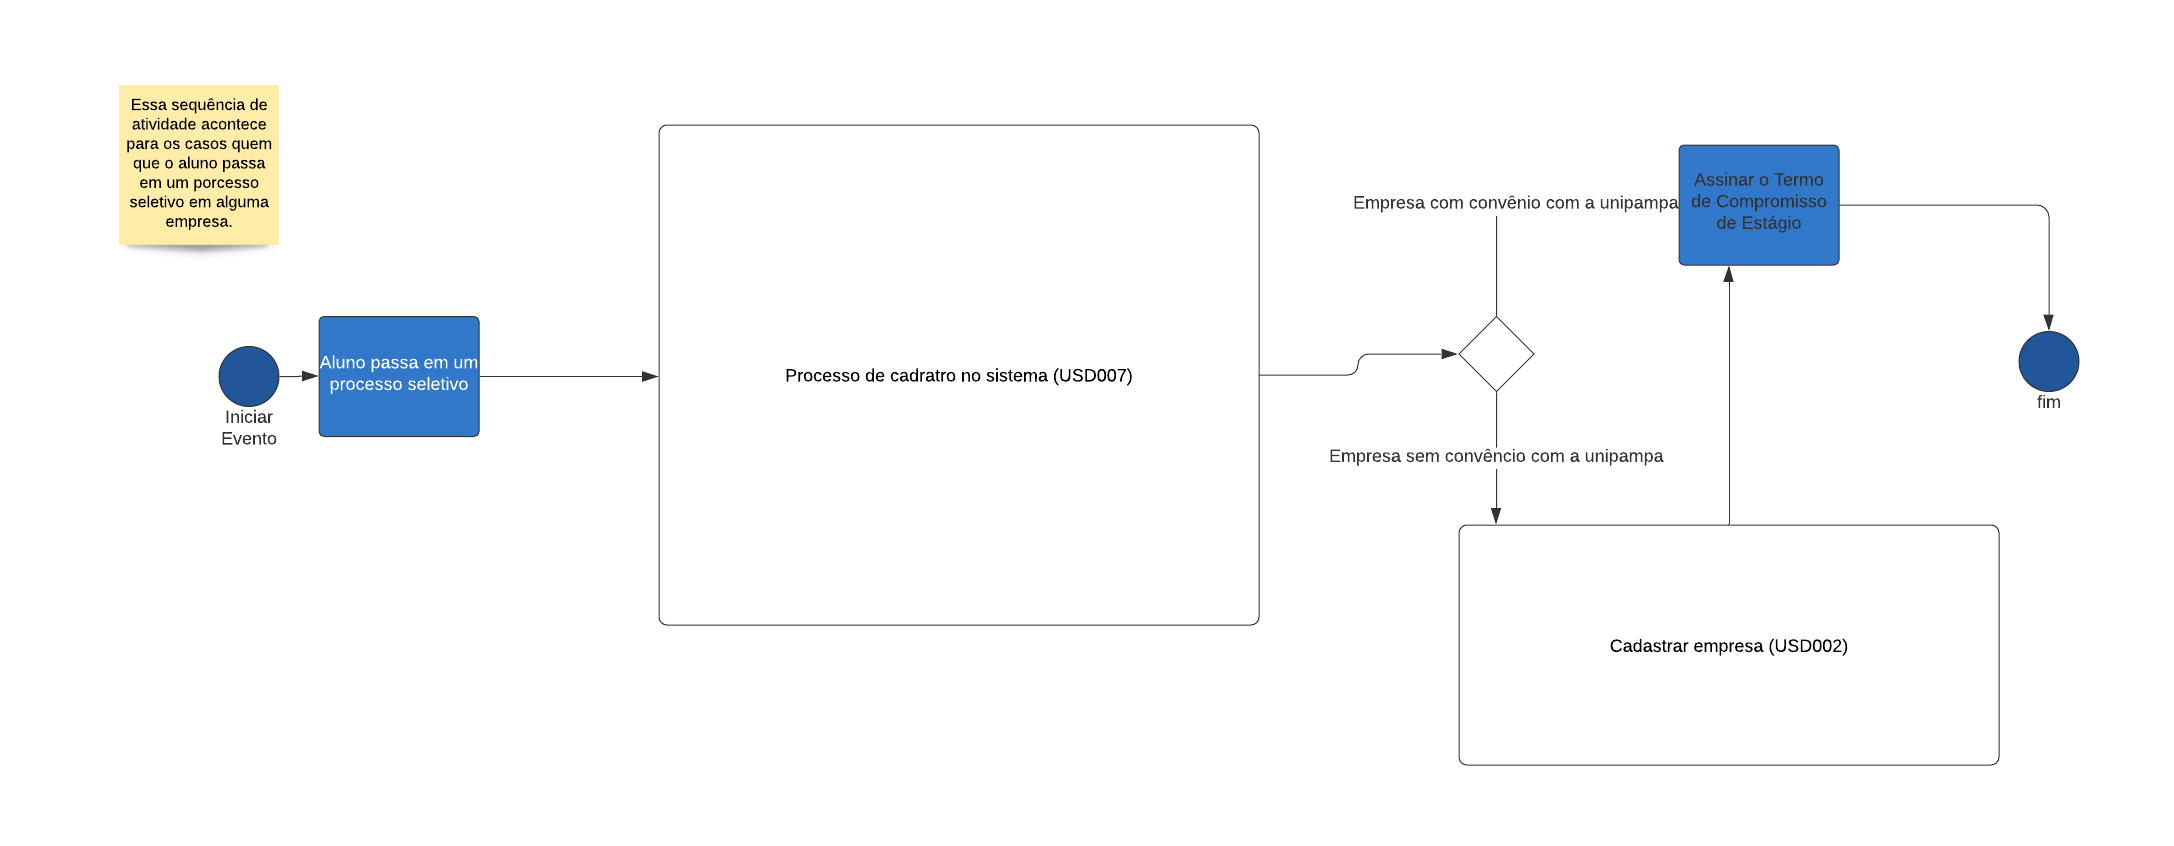 Essa sequência de
atividade acontece
para os casos quem
que o aluno passa
em um porcesso
seletivo em alguma
empresa.
Iniciar
Evento
Aluno passa em um
processo seletivo
Processo de cadratro no sistema (USD007)
Empresa com convênio com a unipampa
Empresa sem convêncio com a unipampa
Assinar o Termo
de Compromisso
de Estágio
Cadastrar empresa (USD002)
fim